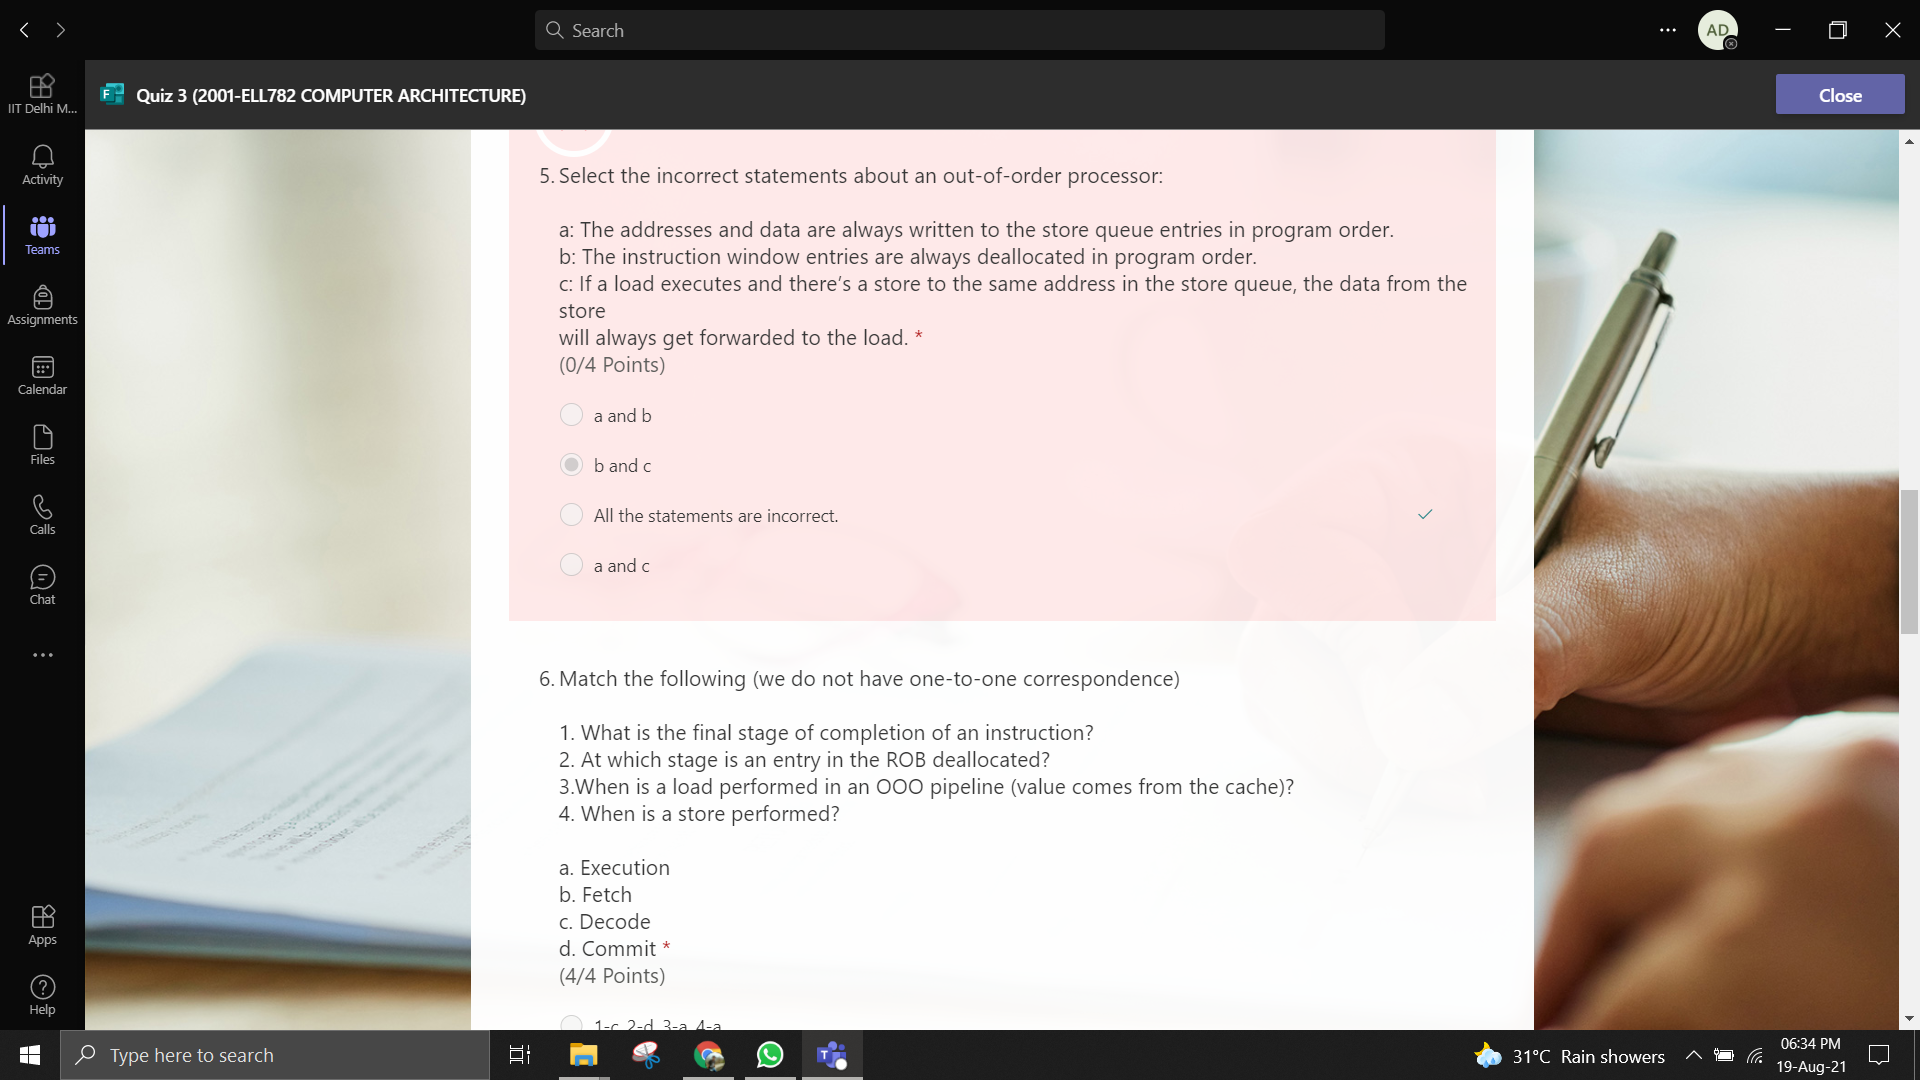 Search
AD
IIT Delhi M...
Quiz 3 (2001-ELL782 COMPUTER ARCHITECTURE)
Close
Activity
Teams
Assignments
Calendar
Files
Calls
Chat
Apps
Help
5. Select the incorrect statements about an out-of-order processor:
a: The addresses and data are always written to the store queue entries in program order.
b: The instruction window entries are always deallocated in program order.
c: If a load executes and there's a store to the same address in the store queue, the data from the
store
will always get forwarded to the load. *
(0/4 Points)
a and b
b and c
All the statements are incorrect.
a and c
6. Match the following (we do not have one-to-one correspondence)
1. What is the final stage of completion of an instruction?
2. At which stage is an entry in the ROB deallocated?
3.When is a load performed in an OOO pipeline (value comes from the cache)?
4. When is a store performed?
a. Execution
b. Fetch
c. Decode
d. Commit *
(4/4 Points)
1-c, 2-d, 3-a, 4-a
Type here to search
31°C Rain showers
06:34 PM
19-Aug-21